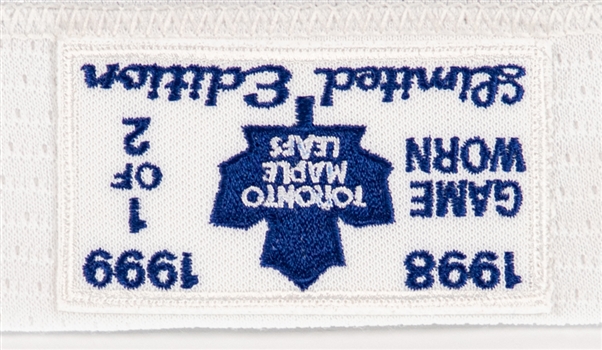 1998 1999
GAME
WORN
TORONTO
MAPLE
LEAFS
1
OF
2
Limited Edition